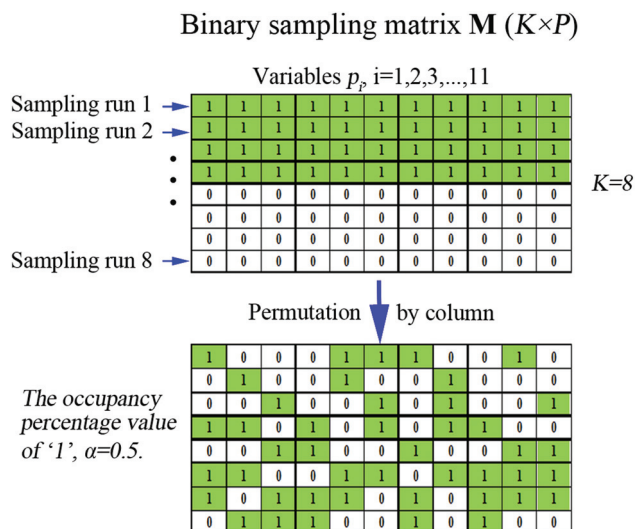 Binary sampling matrix M (K×P)
Variables p_i, i=1,2,3,...,11
Sampling run 1
Sampling run 2
Sampling run 8
K=8
1 1 1 1 1 1 1 1 1 1 1
1 1 1 1 1 1 1 1 1 1 1
1 1 1 1 1 1 1 1 1 1 1
1 1 1 1 1 1 1 1 1 1 1
0 0 0 0 0 0 0 0 0 0 0
0 0 0 0 0 0 0 0 0 0 0
0 0 0 0 0 0 0 0 0 0 0
0 0 0 0 0 0 0 0 0 0 0
Permutation by column
The occupancy
percentage value
of ‘1’, α=0.5.
1 0 0 0 1 1 1 0 0 1 0
0 1 0 0 1 0 0 1 0 0 0
0 0 1 0 0 1 0 1 0 0 1
1 1 0 1 0 1 0 1 1 0 0
0 0 0 1 1 0 1 0 0 1 1
1 1 0 0 1 1 0 0 1 1 1
1 0 1 1 1 0 1 0 1 1 1
0 1 1 1 0 0 1 1 1 0 0